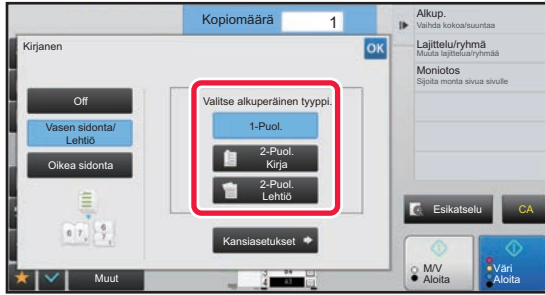 Kopiomäärä 1
Kirjanen
OK
Off
Vasen sidonta/
Lehtiö
Oikea sidonta
Valitse alkuperäinen tyyppi.
1-Puol.
2-Puol.
Kirja
2-Puol.
Lehtiö
Kansiasetukset
Muut
Alkup.
Vaihda kokoa/suuntaa
Lajittelu/ryhmä
Muuta lajittelua/ryhmää
Moniotos
Sijoita monta sivua sivulle
Esikatselu
CA
M/V
Aloita
Väri
Aloita